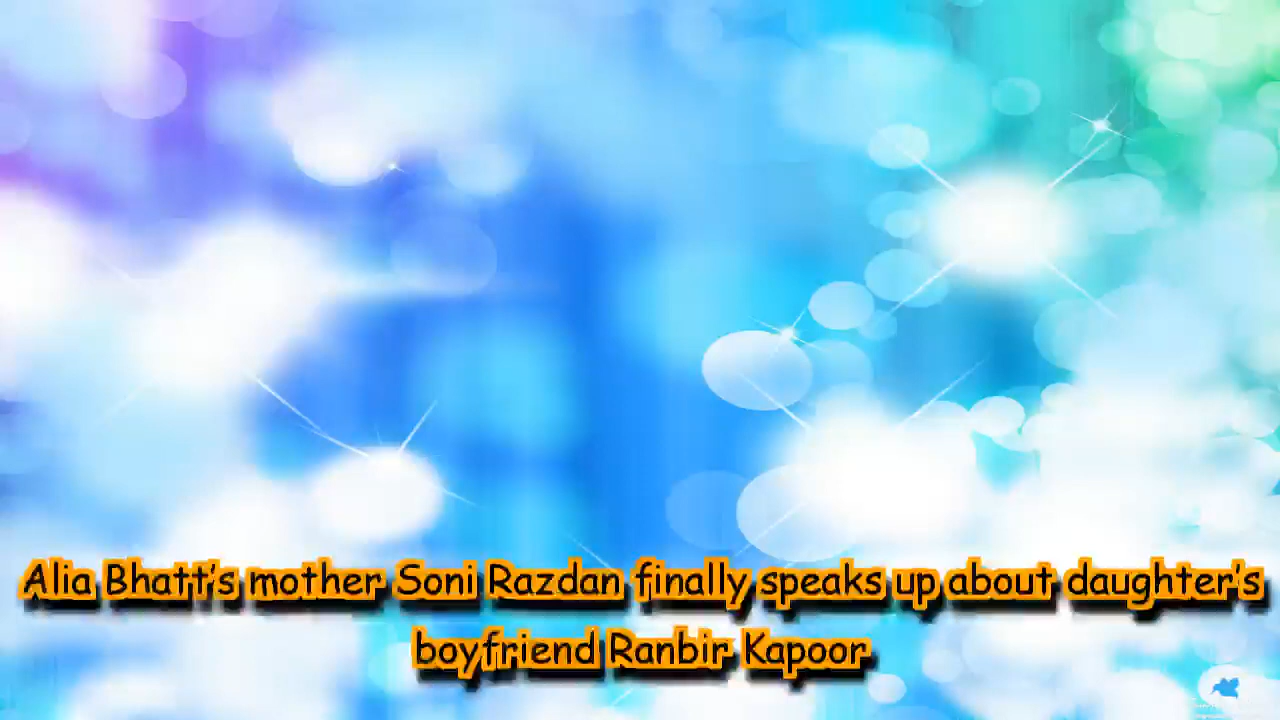 Alia Bhatt's mother Soni Razdan finally speaks up about daughter's
boyfriend Ranbir Kapoor